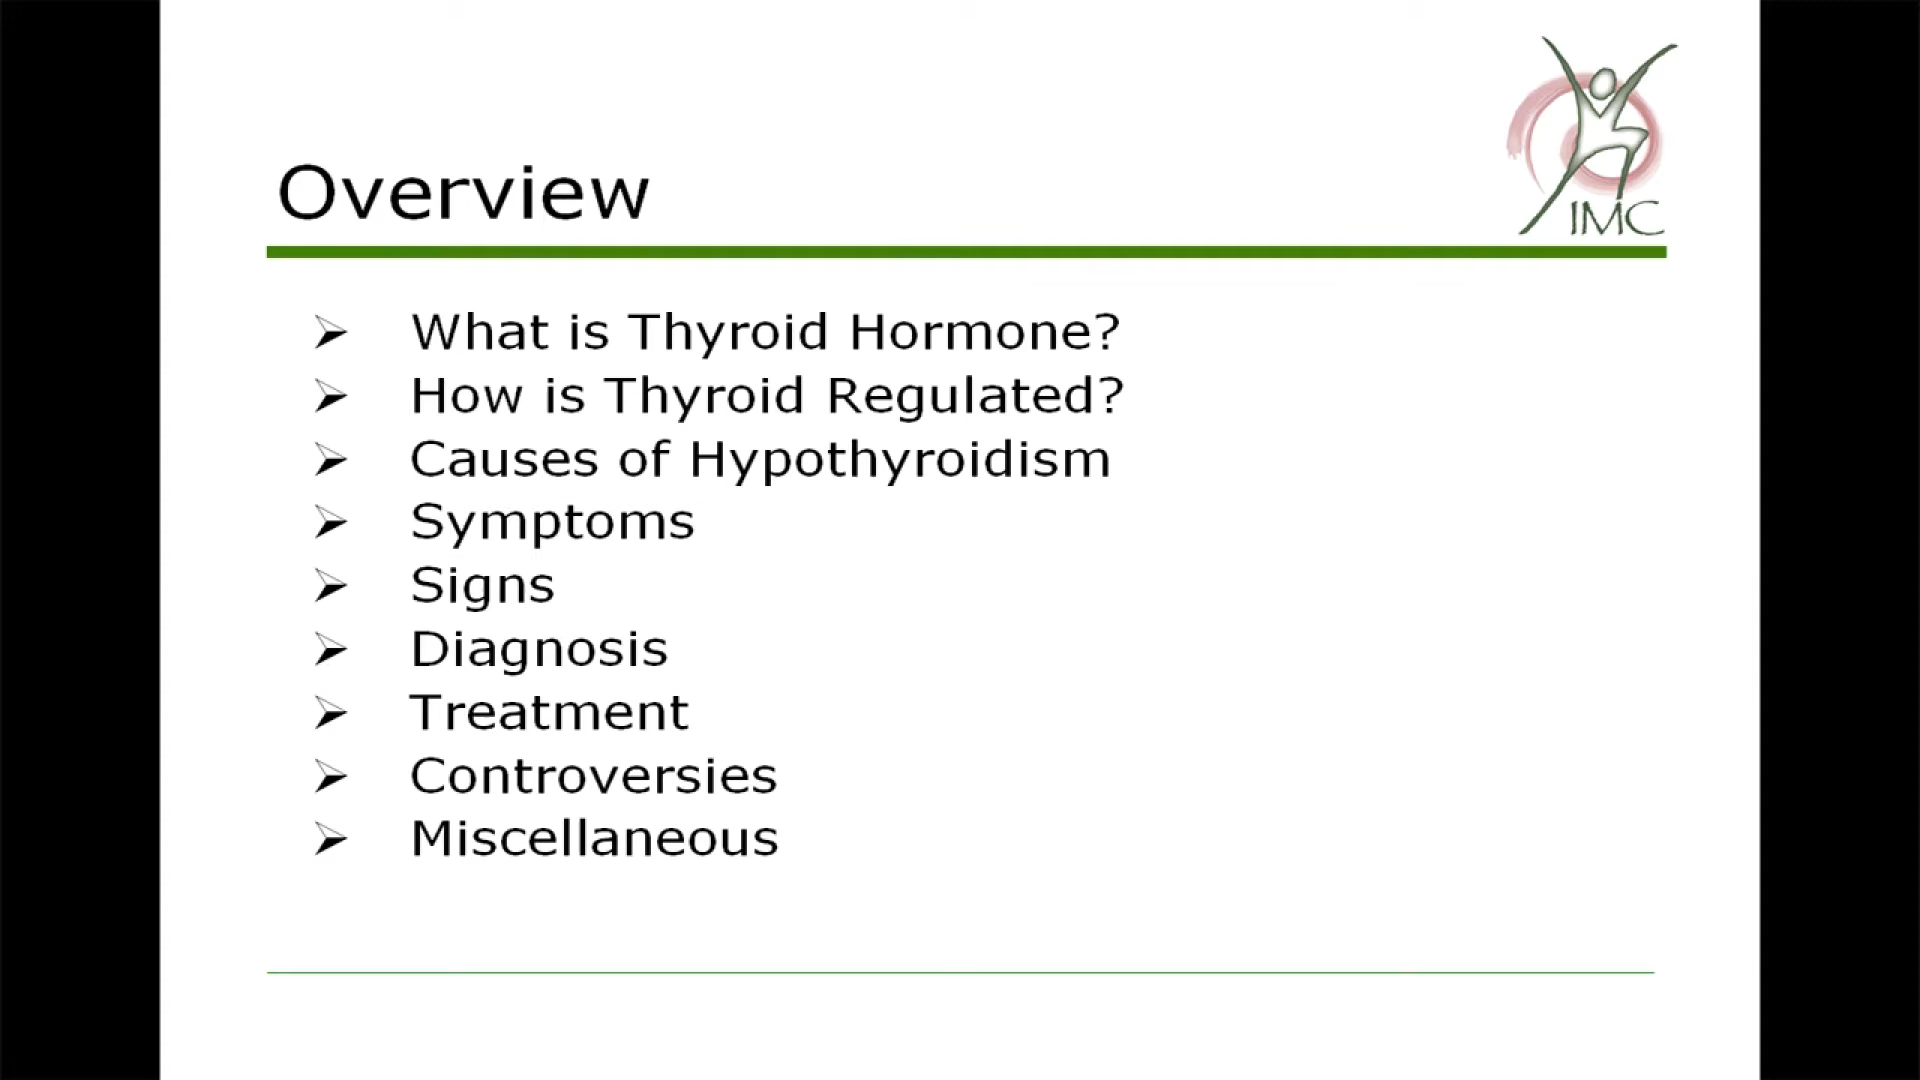 IMC
Overview
What is Thyroid Hormone?
How is Thyroid Regulated?
Causes of Hypothyroidism
Symptoms
Signs
Diagnosis
Treatment
Controversies
Miscellaneous